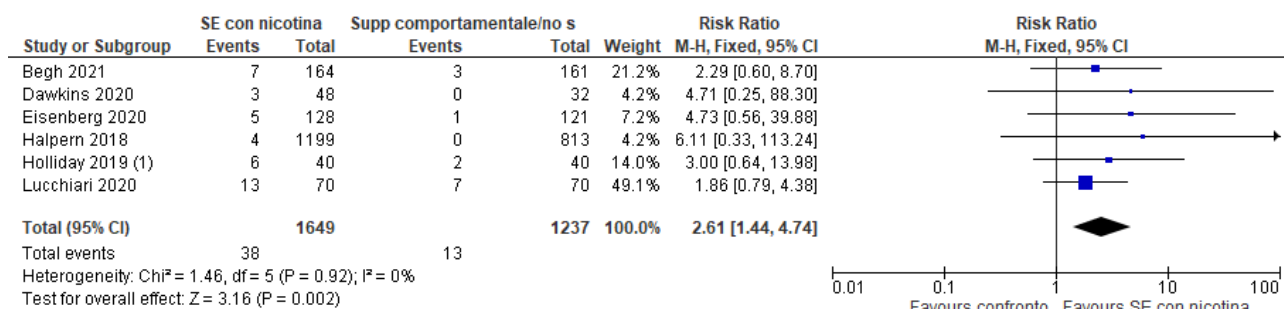 SE con nicotina Supp comportamentale/no s Risk Ratio Risk Ratio
Study or Subgroup Events Total Events Total Weight M-H, Fixed, 95% CI M-H, Fixed, 95% CI
Begh 2021 7 164 3 161 21.2% 2.29 [0.60, 8.70]
Dawkins 2020 3 48 0 32 4.2% 4.71 [0.25, 88.30]
Eisenberg 2020 5 128 1 121 7.2% 4.73 [0.56, 39.88]
Halpern 2018 4 1199 0 813 4.2% 6.11 [0.33, 113.24]
Holliday 2019 (1) 6 40 2 40 14.0% 3.00 [0.64, 13.98]
Lucchiari 2020 13 70 7 70 49.1% 1.86 [0.79, 4.38]
Total (95% CI) 1649 1237 100.0% 2.61 [1.44, 4.74]
Total events 38 13
Heterogeneity: Chi² = 1.46, df = 5 (P = 0.92); I² = 0%
Test for overall effect: Z = 3.16 (P = 0.002)
0.01 0.1 1 10 100
Favours confronto Favours SE con nicotina